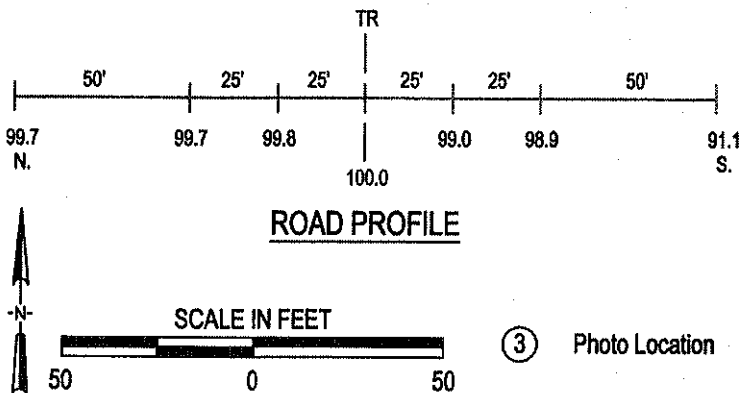 TR
50' 25' 25' 25' 25' 50'
99.7 99.7 99.8 100.0 99.0 98.9 91.1
N. S.
ROAD PROFILE
-N-
SCALE IN FEET
50 0 50
3 Photo Location